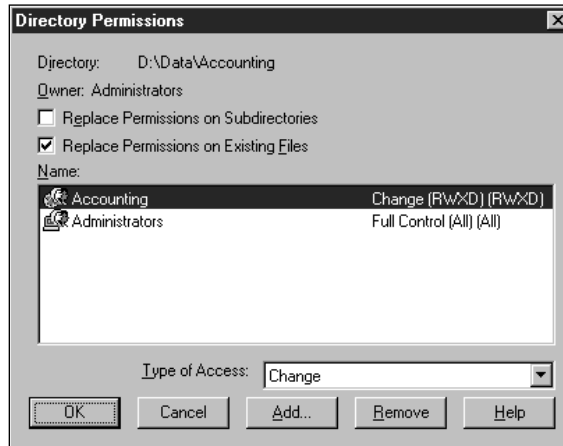 Directory Permissions
Directory: D:\Data\Accounting
Owner: Administrators
Replace Permissions on Subdirectories
Replace Permissions on Existing Files
Name:
Accounting Change (RWXD) (RWXD)
Administrators Full Control (All) (All)
Type of Access: Change
OK Cancel Add... Remove Help